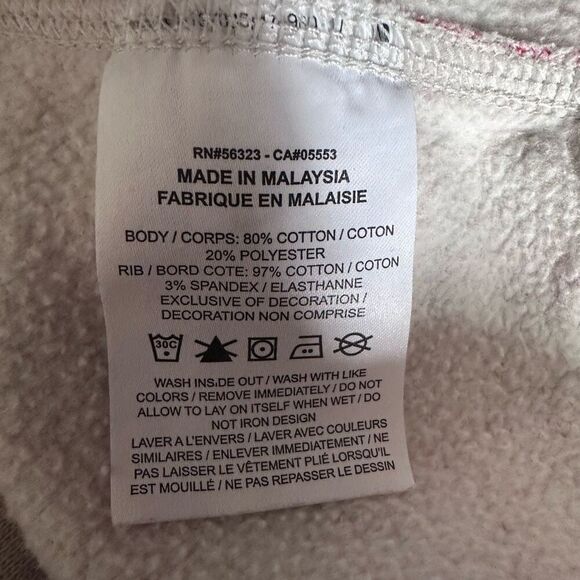 RN#56323 - CA#05553
MADE IN MALAYSIA
FABRIQUE EN MALAISIE
BODY / CORPS: 80% COTTON / COTON
20% POLYESTER
RIB / BORD COTE: 97% COTTON / COTON
3% SPANDEX / ELASTHANNE
EXCLUSIVE OF DECORATION /
DECORATION NON COMPRISE
30C
WASH INSIDE OUT / WASH WITH LIKE
COLORS / REMOVE IMMEDIATELY / DO NOT
ALLOW TO LAY ON ITSELF WHEN WET / DO
NOT IRON DESIGN
LAVER A L'ENVERS / LAVER AVEC COULEURS
SIMILAIRES / ENLEVER IMMEDIATEMENT / NE
PAS LAISSER LE VÊTEMENT PLIÉ LORSQU'IL
EST MOUILLÉ / NE PAS REPASSER LE DESSIN